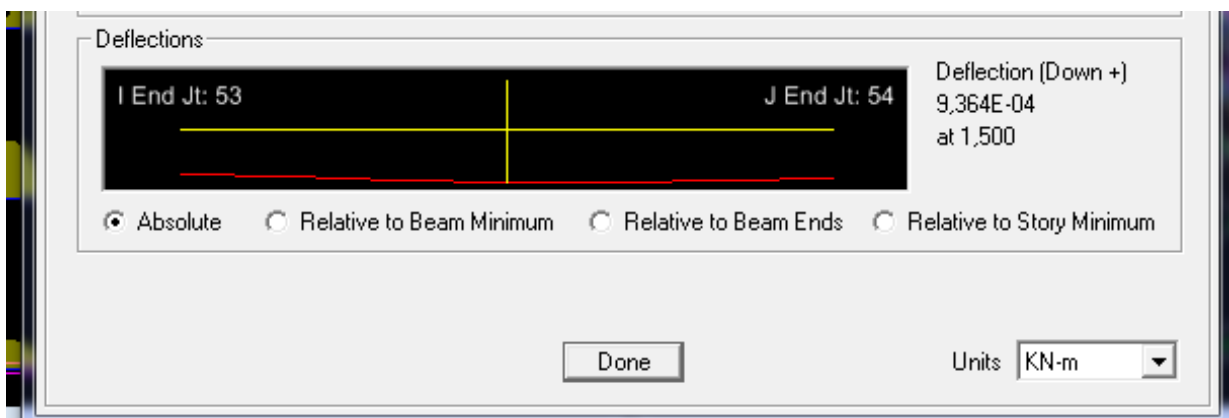 Deflections
I End Jt: 53
J End Jt: 54
Deflection (Down +)
9,364E-04
at 1,500
Absolute
Relative to Beam Minimum
Relative to Beam Ends
Relative to Story Minimum
Done
Units
KN-m